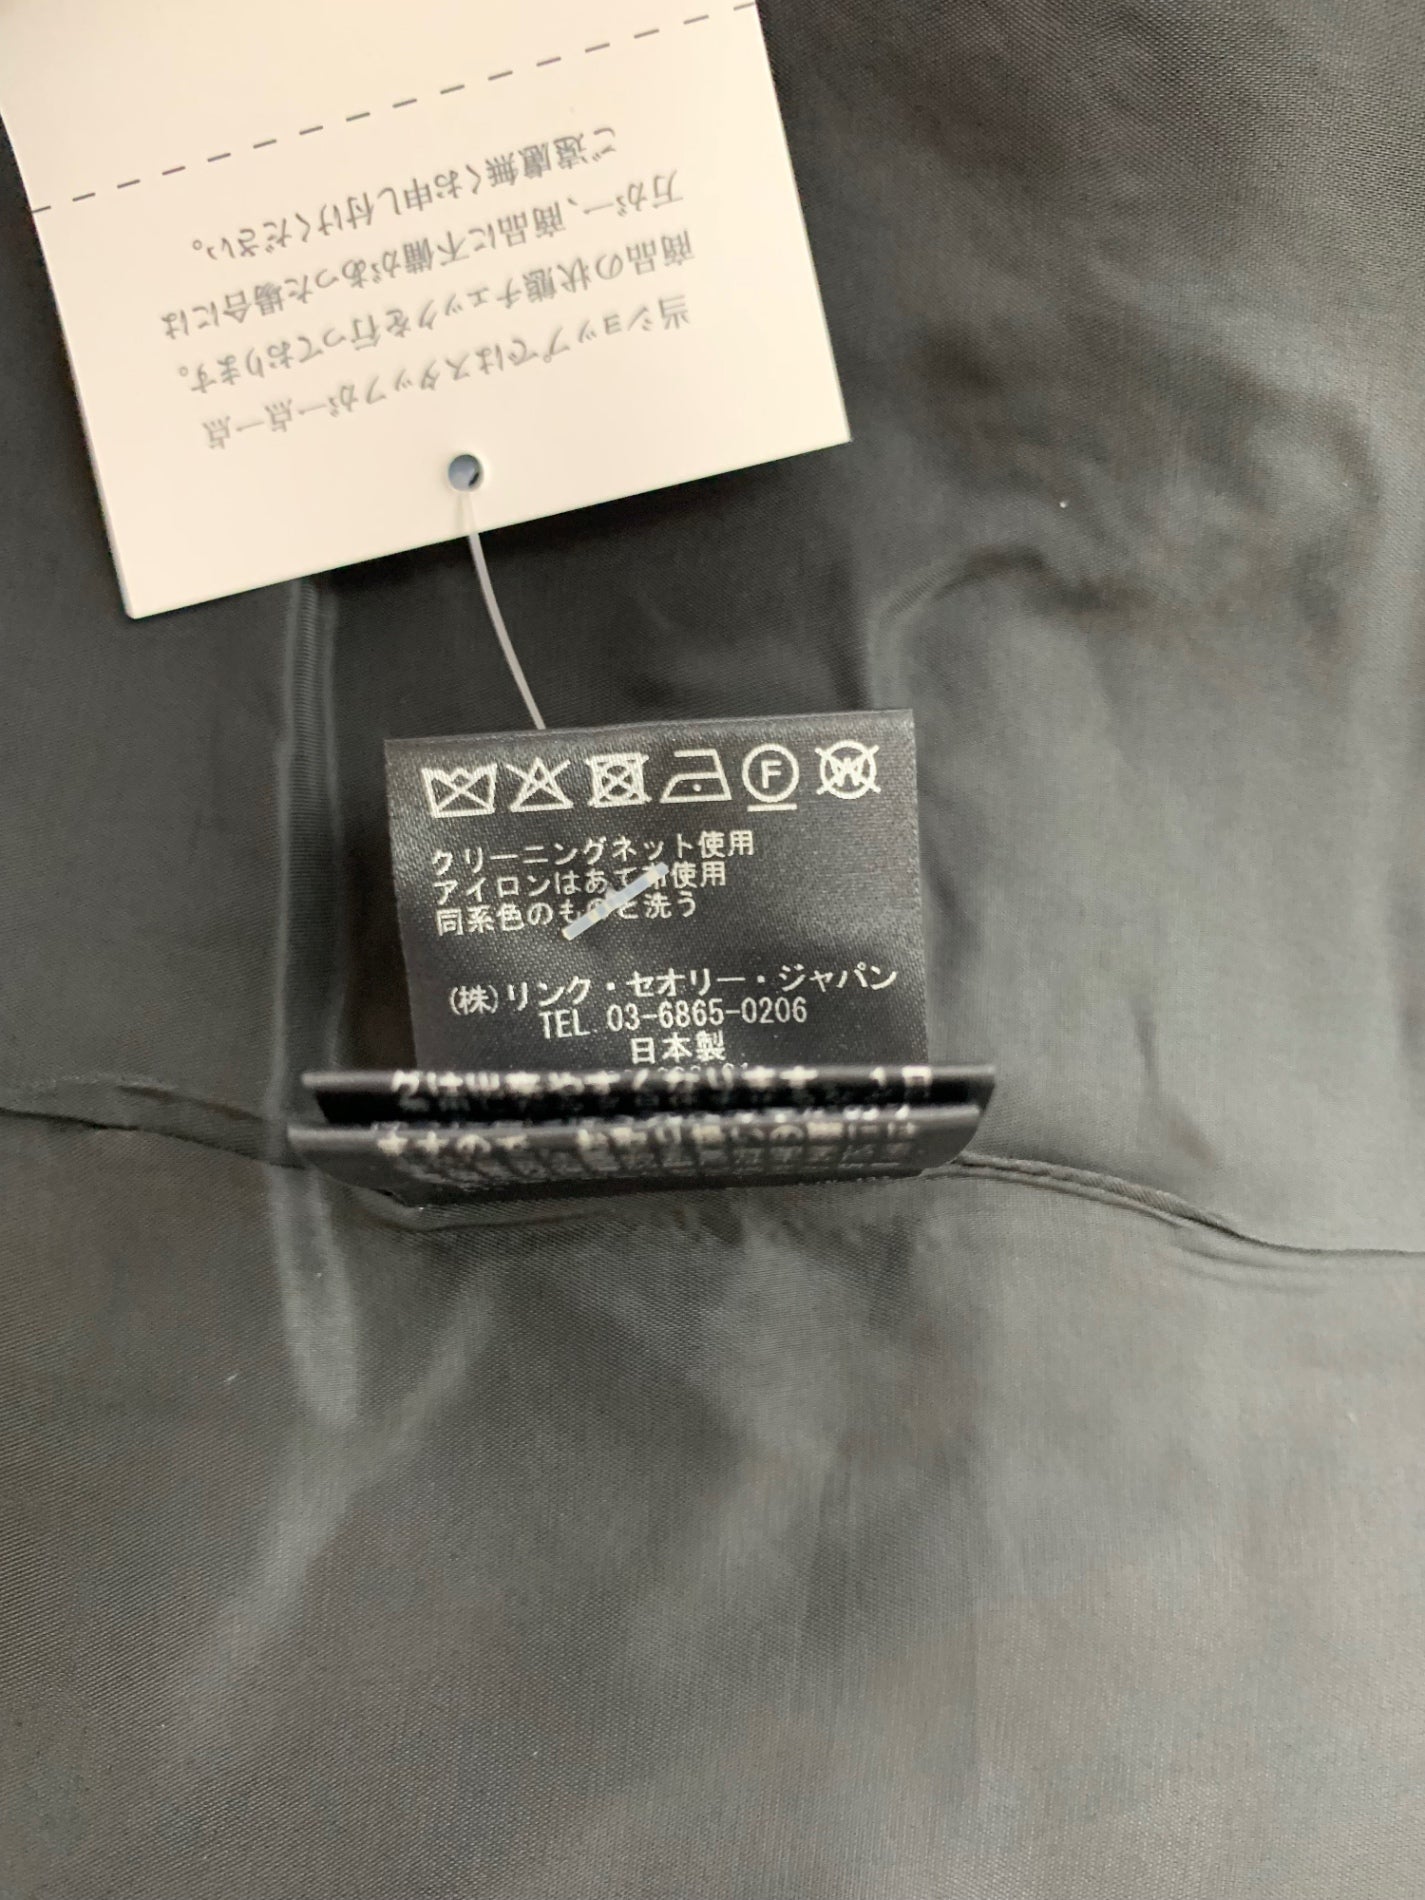 当ショップではスタッフが一点一点
商品の状態チェックを行っております。
万が一、商品に不備があった場合には
ご遠慮無くお申し付けください。
F
W
クリーニングネット使用
アイロンはあて布使用
同系色のものと洗う
(株)リンク・セオリー・ジャパン
TEL 03-6865-0206
日本製